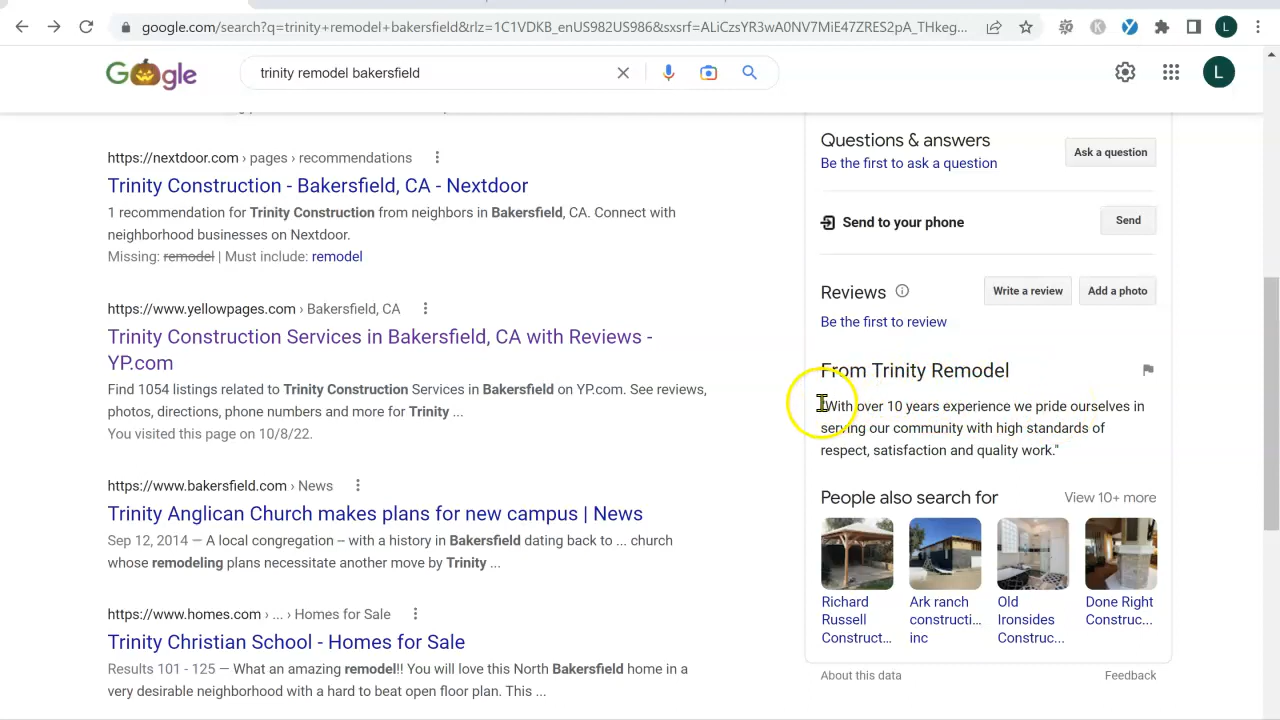 google.com/search?q=trinity+remodel+bakersfield&rlz=1C1VDKB_enUS982US986&sxsrf=ALiCzsYR3wA0NV7MiE47ZRES2pA_THkeg...
Google
trinity remodel bakersfield
L
L
https://nextdoor.com › pages › recommendations
Trinity Construction - Bakersfield, CA - Nextdoor
1 recommendation for Trinity Construction from neighbors in Bakersfield, CA. Connect with
neighborhood businesses on Nextdoor.
Missing: remodel | Must include: remodel
https://www.yellowpages.com › Bakersfield, CA
Trinity Construction Services in Bakersfield, CA with Reviews -
YP.com
Find 1054 listings related to Trinity Construction Services in Bakersfield on YP.com. See reviews,
photos, directions, phone numbers and more for Trinity ...
You visited this page on 10/8/22.
https://www.bakersfield.com › News
Trinity Anglican Church makes plans for new campus | News
Sep 12, 2014 — A local congregation – with a history in Bakersfield dating back to ... church
whose remodeling plans necessitate another move by Trinity ...
https://www.homes.com › ... › Homes for Sale
Trinity Christian School - Homes for Sale
Results 101 - 125 — What an amazing remodel!! You will love this North Bakersfield home in a
very desirable neighborhood with a hard to beat open floor plan. This ...
Questions & answers
Be the first to ask a question
Ask a question
Send to your phone
Send
Reviews
Write a review
Add a photo
Be the first to review
From Trinity Remodel
"With over 10 years experience we pride ourselves in
serving our community with high standards of
respect, satisfaction and quality work."
People also search for
View 10+ more
Richard
Russell
Construct...
Ark ranch
constructi...
inc
Old
Ironsides
Construc...
Done Right
Construc...
About this data
Feedback